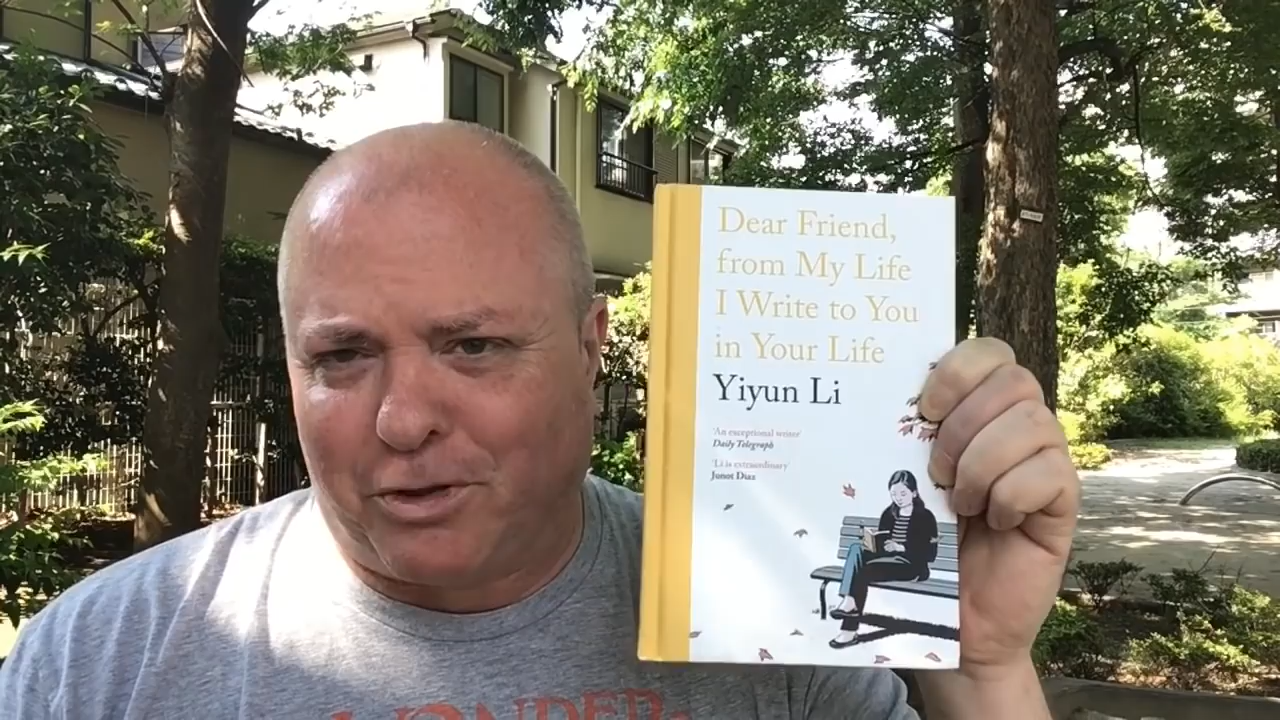 Dear Friend,
from My Life
I Write to You
in Your Life
Yiyun Li
'An exceptional writer'
Daily Telegraph
'Li is extraordinary'
Junot Díaz
WONDER